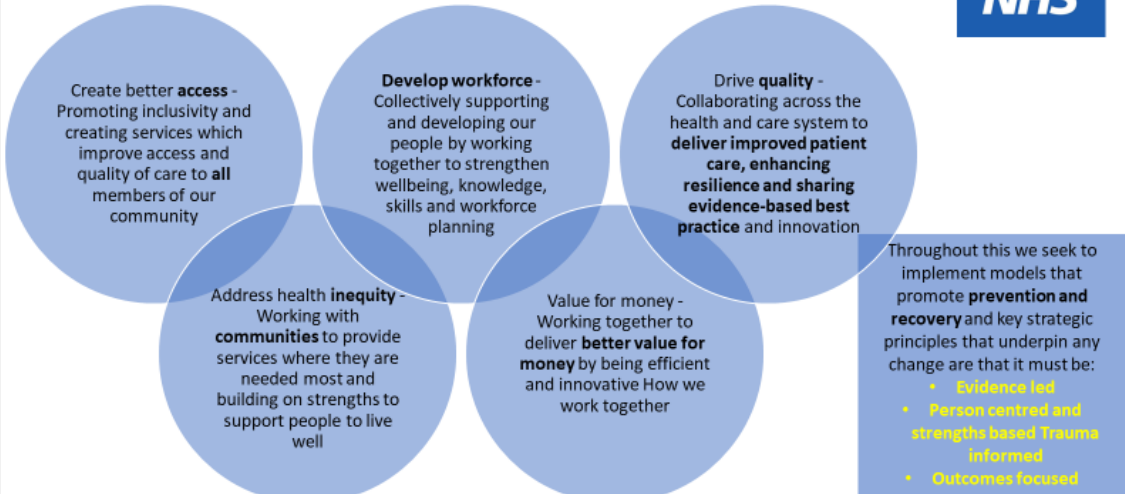 NHS
Create better access -
Promoting inclusivity and
creating services which
improve access and
quality of care to all
members of our
community
Develop workforce -
Collectively supporting
and developing our
people by working
together to strengthen
wellbeing, knowledge,
skills and workforce
planning
Drive quality -
Collaborating across the
health and care system to
deliver improved patient
care, enhancing
resilience and sharing
evidence-based best
practice and innovation
Address health inequity -
Working with
communities to provide
services where they are
needed most and
building on strengths to
support people to live
well
Value for money -
Working together to
deliver better value for
money by being efficient
and innovative How we
work together
Throughout this we seek to
implement models that
promote prevention and
recovery and key strategic
principles that underpin any
change are that it must be:
• Evidence led
• Person centred and
strengths based Trauma
informed
• Outcomes focused